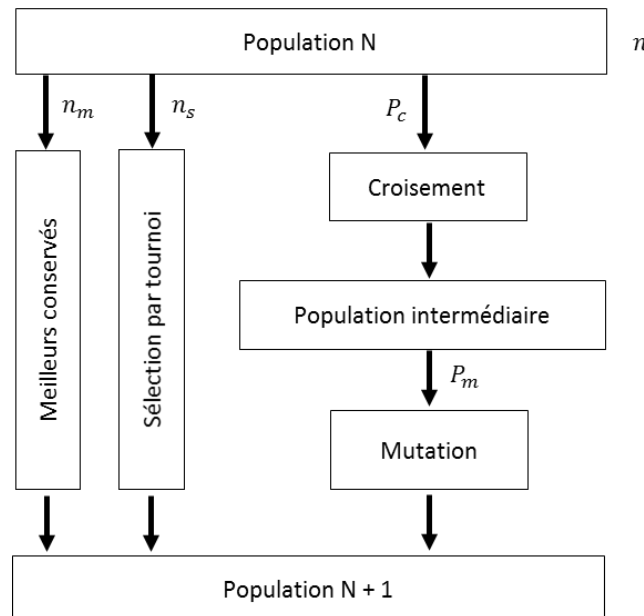 Population N
n
n_m
n_s
P_c
Meilleurs conservés
Sélection par tournoi
Croisement
Population intermédiaire
P_m
Mutation
Population N + 1